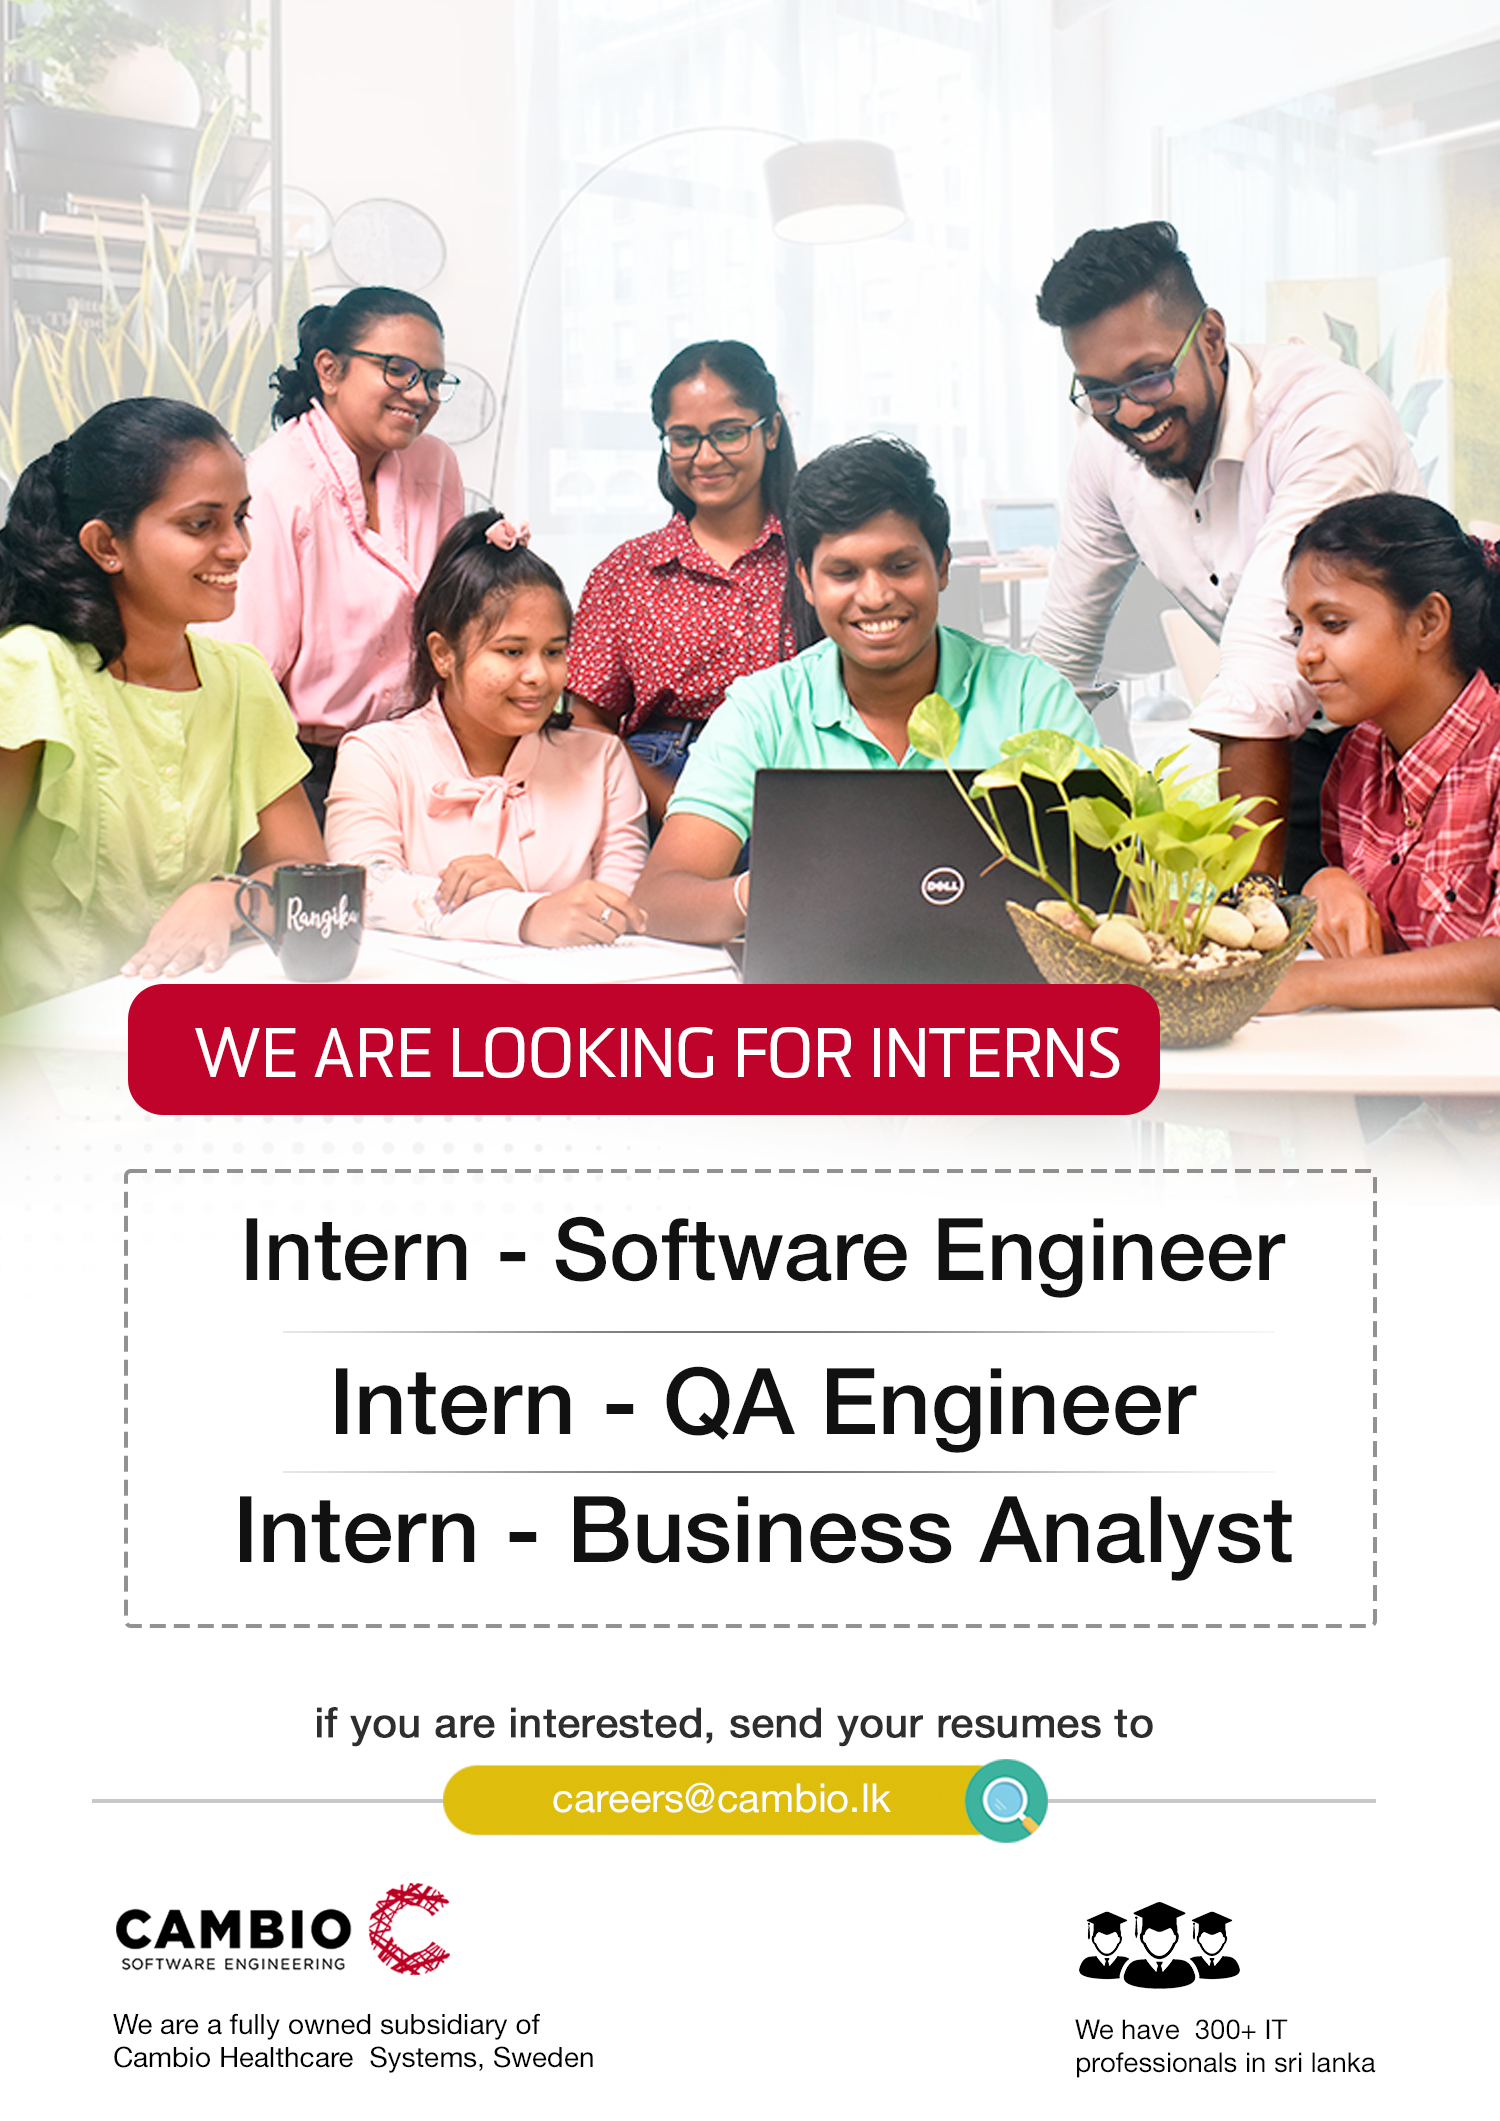 Rangika
DELL
WE ARE LOOKING FOR INTERNS
Intern - Software Engineer
Intern - QA Engineer
Intern - Business Analyst
if you are interested, send your resumes to
careers@cambio.lk
CAMBIO
SOFTWARE ENGINEERING
We are a fully owned subsidiary of
Cambio Healthcare Systems, Sweden
We have 300+ IT
professionals in sri lanka